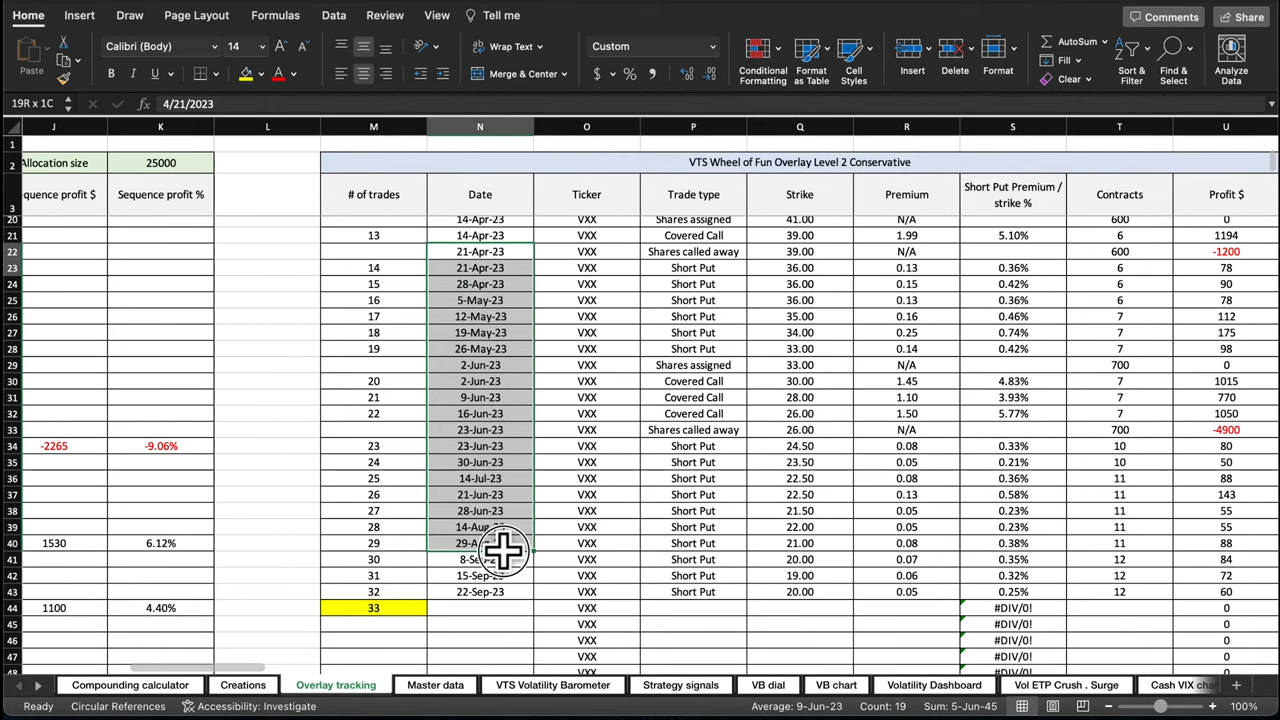 Home Insert Draw Page Layout Formulas Data Review View Tell me Comments Share
Paste Calibri (Body) 14 A A Wrap Text Custom Conditional Formatting Format as Table Cell Styles Insert Delete Format AutoSum Sort & Filter Find & Select Analyze Data
B I U A Merge & Center $ % Fill Clear
19R x 1C fx 4/21/2023
J K L M N O P Q R S T U
1
2 Allocation size 25000 VTS Wheel of Fun Overlay Level 2 Conservative
3 quence profit $ Sequence profit % # of trades Date Ticker Trade type Strike Premium Short Put Premium / strike % Contracts Profit $
20 14-Apr-23 VXX Shares assigned 41.00 N/A 600 0
21 13 14-Apr-23 VXX Covered Call 39.00 1.99 5.10% 6 1194
22 21-Apr-23 VXX Shares called away 39.00 N/A 600 -1200
23 14 21-Apr-23 VXX Short Put 36.00 0.13 0.36% 6 78
24 15 28-Apr-23 VXX Short Put 36.00 0.15 0.42% 6 90
25 16 5-May-23 VXX Short Put 36.00 0.13 0.36% 6 78
26 17 12-May-23 VXX Short Put 35.00 0.16 0.46% 7 112
27 18 19-May-23 VXX Short Put 34.00 0.25 0.74% 7 175
28 19 26-May-23 VXX Short Put 33.00 0.14 0.42% 7 98
29 2-Jun-23 VXX Shares assigned 33.00 N/A 700 0
30 20 2-Jun-23 VXX Covered Call 30.00 1.45 4.83% 7 1015
31 21 9-Jun-23 VXX Covered Call 28.00 1.10 3.93% 7 770
32 22 16-Jun-23 VXX Covered Call 26.00 1.50 5.77% 7 1050
33 23-Jun-23 VXX Shares called away 26.00 N/A 700 -4900
34 -2265 -9.06% 23 23-Jun-23 VXX Short Put 24.50 0.08 0.33% 10 80
35 24 30-Jun-23 VXX Short Put 23.50 0.05 0.21% 10 50
36 25 14-Jul-23 VXX Short Put 22.50 0.08 0.36% 11 88
37 26 21-Jun-23 VXX Short Put 22.50 0.13 0.58% 11 143
38 27 28-Jun-23 VXX Short Put 22.50 0.05 0.23% 11 55
39 28 14-Aug VXX Short Put 22.00 0.05 0.23% 11 55
40 1530 6.12% 29 VXX Short Put 21.00 0.08 0.38% 11 88
41 30 VXX Short Put 20.00 0.07 0.35% 12 84
42 31 15-Sep-23 VXX Short Put 19.00 0.06 0.32% 12 72
43 32 22-Sep-23 VXX Short Put 20.00 0.05 0.25% 12 60
44 1100 4.40% 33 VXX #DIV/0! 0
45 VXX #DIV/0! 0
46 VXX #DIV/0! 0
47 VXX #DIV/0! 0
Compounding calculator Creations Overlay tracking Master data VTS Volatility Barometer Strategy signals VB dial VB chart Volatility Dashboard Vol ETP Crush . Surge Cash VIX
Ready Circular References Accessibility: Investigate Average: 9-Jun-23 Count: 19 Sum: 5-Jun-45 100%